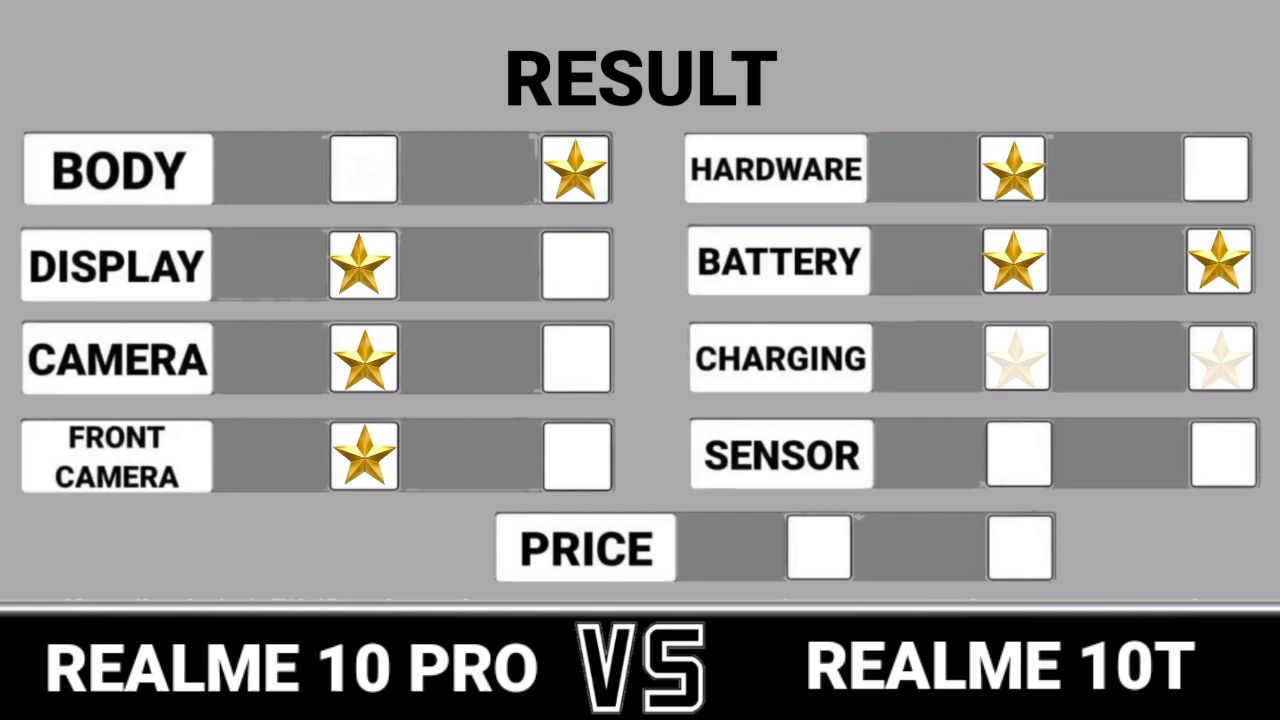 RESULT
BODY
DISPLAY
CAMERA
FRONT
CAMERA
HARDWARE
BATTERY
CHARGING
SENSOR
PRICE
REALME 10 PRO
VS
REALME 10T